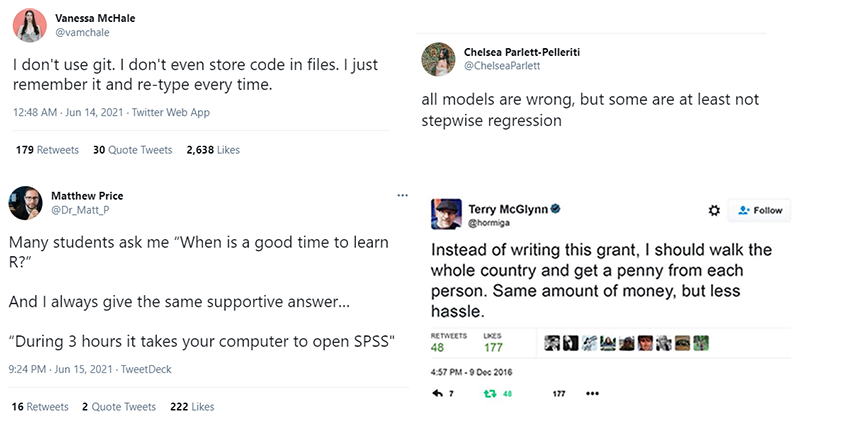 Vanessa McHale
@vamchale
I don't use git. I don't even store code in files. I just
remember it and re-type every time.
12:48 AM · Jun 14, 2021 · Twitter Web App
179 Retweets 30 Quote Tweets 2,638 Likes
Chelsea Parlett-Pelleriti
@ChelseaParlett
all models are wrong, but some are at least not
stepwise regression
Matthew Price
@Dr_Matt_P
Many students ask me “When is a good time to learn
R?”
And I always give the same supportive answer...
“During 3 hours it takes your computer to open SPSS"
9:24 PM · Jun 15, 2021 · TweetDeck
16 Retweets 2 Quote Tweets 222 Likes
Terry McGlynn
@hormiga
Follow
Instead of writing this grant, I should walk the
whole country and get a penny from each
person. Same amount of money, but less
hassle.
RETWEETS LIKES
48 177
4:57 PM - 9 Dec 2016
7 48 177